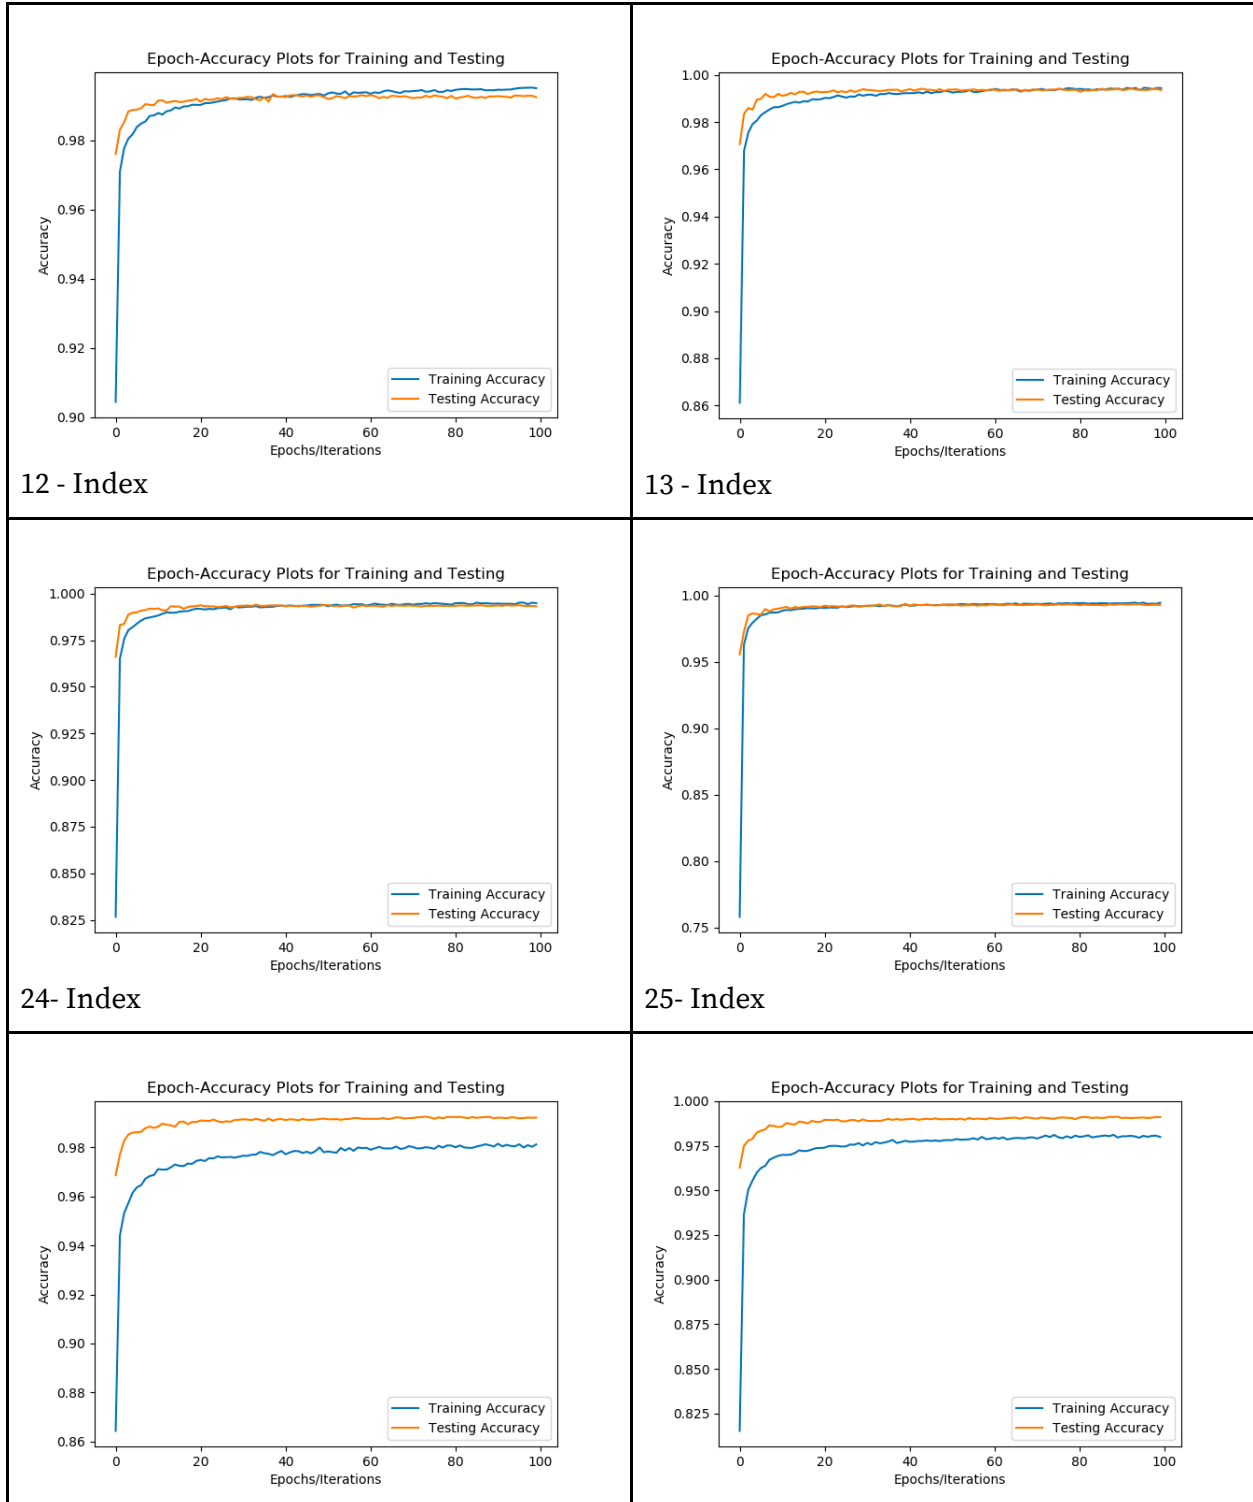 Epoch-Accuracy Plots for Training and Testing
0.98
0.96
0.94
0.92
0.90
Accuracy
Training Accuracy
Testing Accuracy
0 20 40 60 80 100
Epochs/Iterations
12 - Index
Epoch-Accuracy Plots for Training and Testing
1.00
0.98
0.96
0.94
0.92
0.90
0.88
0.86
Accuracy
Training Accuracy
Testing Accuracy
0 20 40 60 80 100
Epochs/Iterations
13 - Index
Epoch-Accuracy Plots for Training and Testing
1.000
0.975
0.950
0.925
0.900
0.875
0.850
0.825
Accuracy
Training Accuracy
Testing Accuracy
0 20 40 60 80 100
Epochs/Iterations
24- Index
Epoch-Accuracy Plots for Training and Testing
1.00
0.95
0.90
0.85
0.80
0.75
Accuracy
Training Accuracy
Testing Accuracy
0 20 40 60 80 100
Epochs/Iterations
25- Index
Epoch-Accuracy Plots for Training and Testing
0.98
0.96
0.94
0.92
0.90
0.88
0.86
Accuracy
Training Accuracy
Testing Accuracy
0 20 40 60 80 100
Epochs/Iterations
Epoch-Accuracy Plots for Training and Testing
1.000
0.975
0.950
0.925
0.900
0.875
0.850
0.825
Accuracy
Training Accuracy
Testing Accuracy
0 20 40 60 80 100
Epochs/Iterations